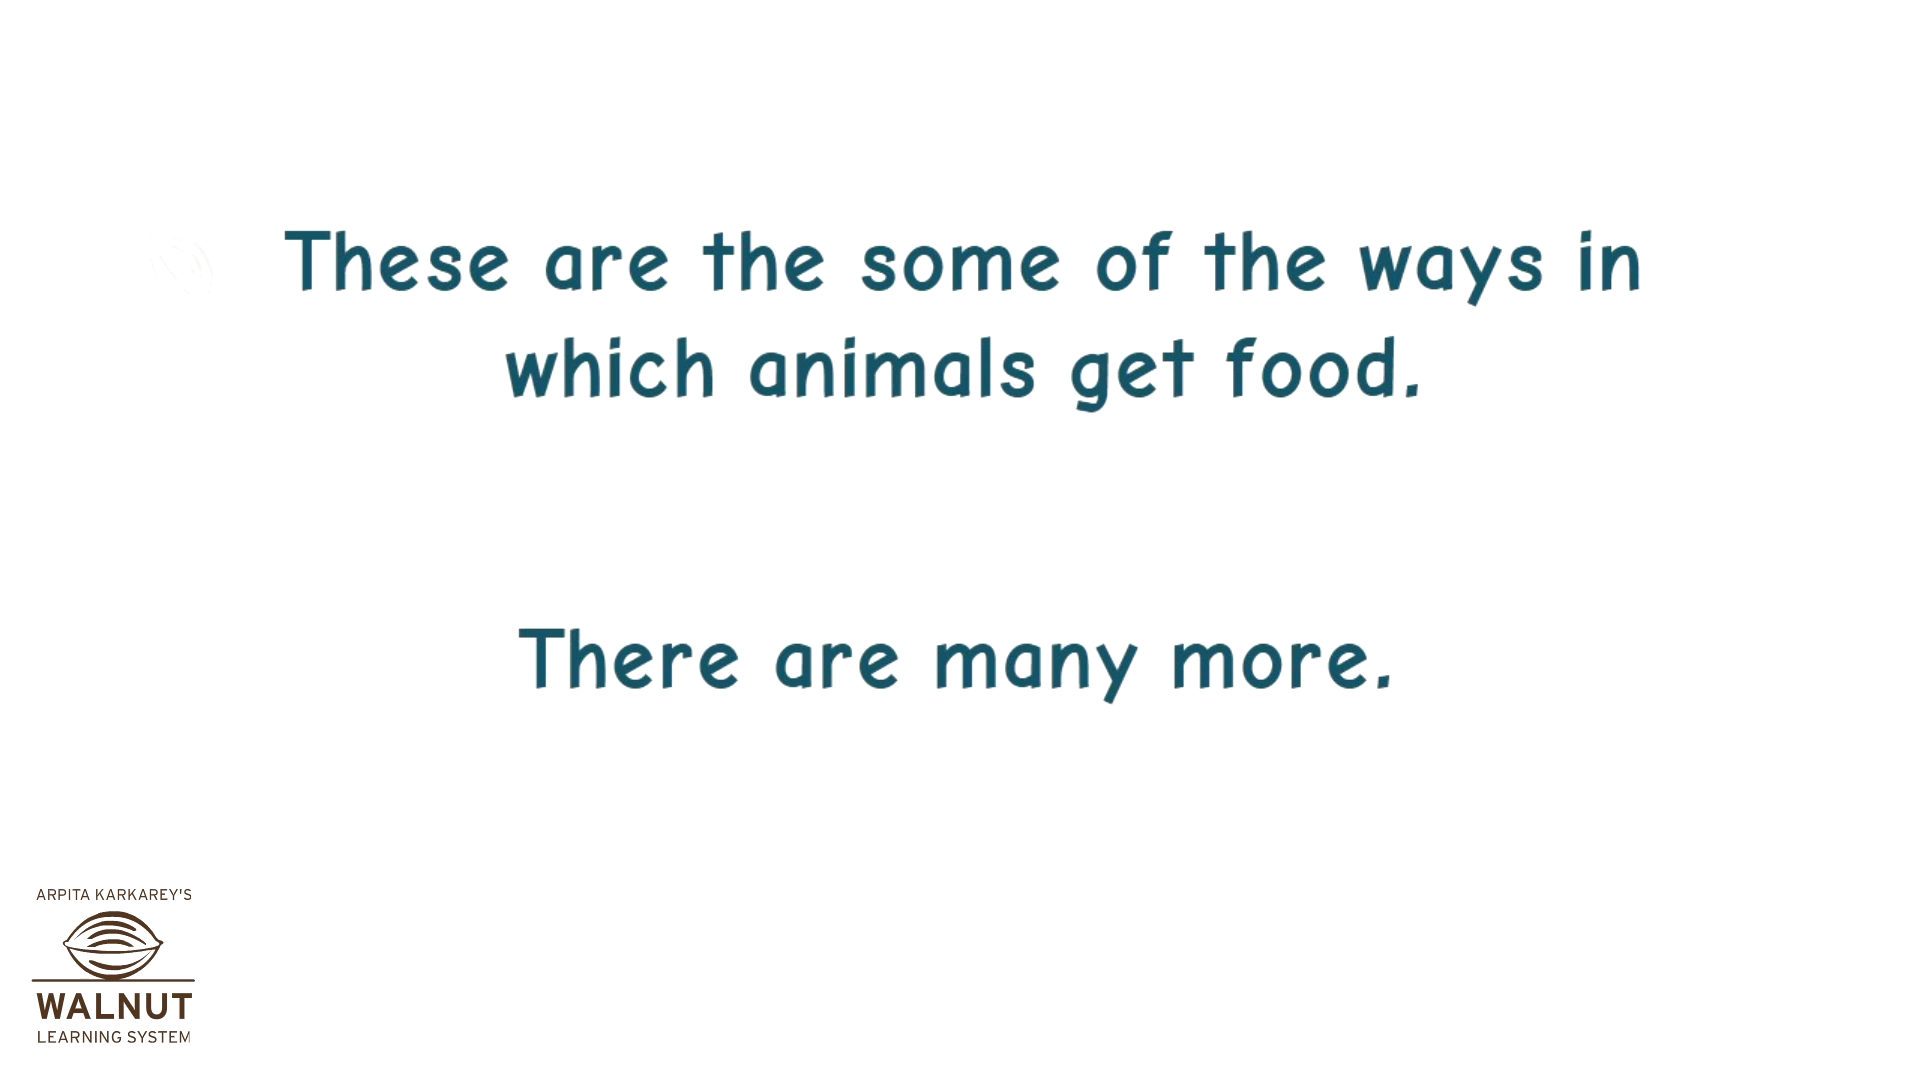 These are the some of the ways in
which animals get food.
There are many more.
ARPITA KARKAREY'S
WALNUT
LEARNING SYSTEM